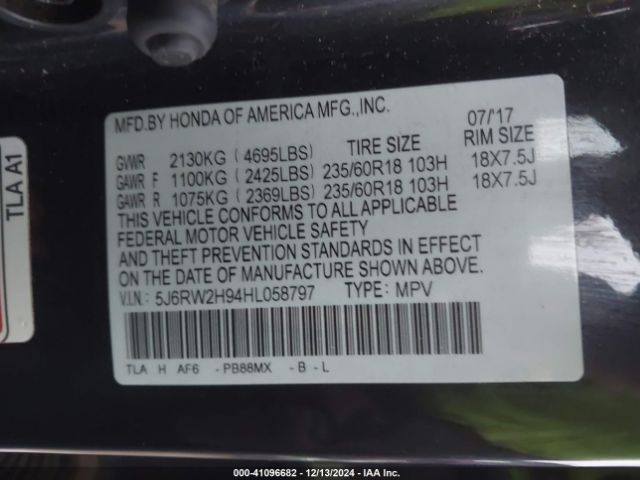 MFD.BY HONDA OF AMERICA MFG.,INC. 07/'17
TIRE SIZE RIM SIZE
GVWR 2130KG ( 4695LBS)
GAWR F 1100KG ( 2425LBS) 235/60R18 103H 18X7.5J
GAWR R 1075KG ( 2369LBS) 235/60R18 103H 18X7.5J
THIS VEHICLE CONFORMS TO ALL APPLICABLE
FEDERAL MOTOR VEHICLE SAFETY
AND THEFT PREVENTION STANDARDS IN EFFECT
ON THE DATE OF MANUFACTURE SHOWN ABOVE.
V.I.N.: 5J6RW2H94HL058797 TYPE: MPV
TLA H AF6 -PB88MX -B-L
TLA A1
000-41096682 - 12/13/2024 - IAA Inc.